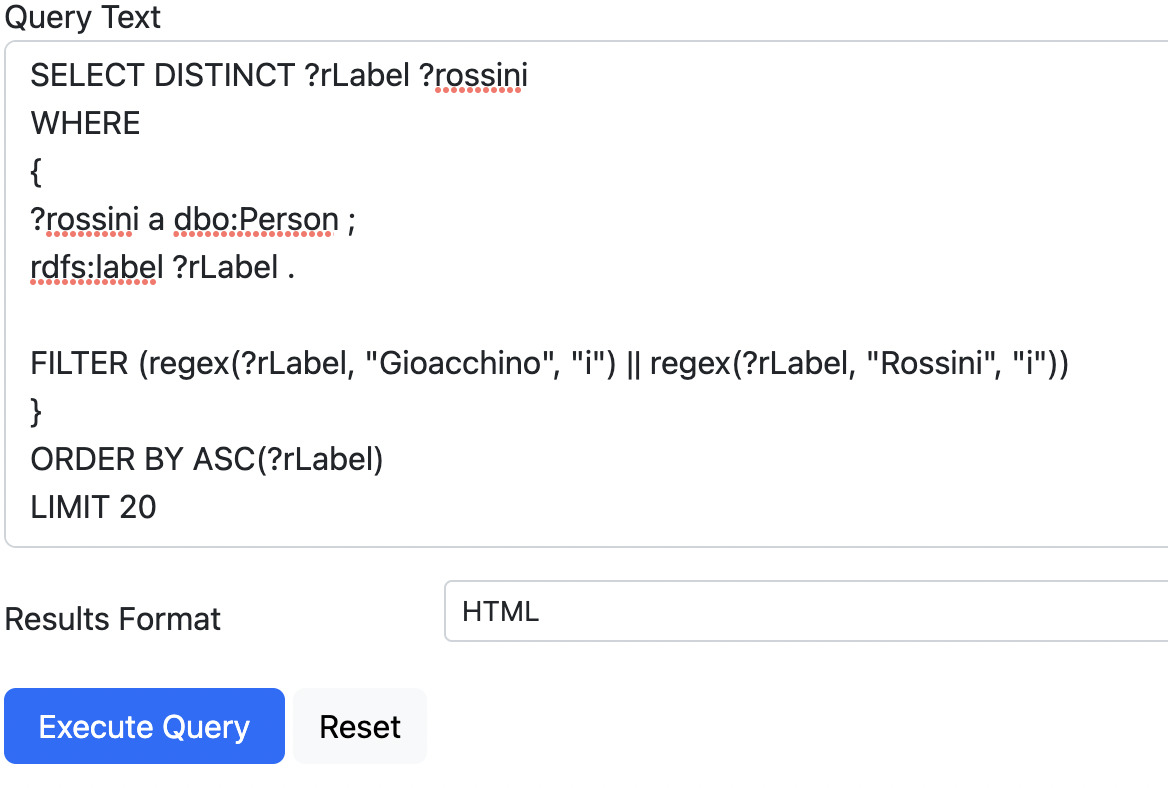 Query Text
SELECT DISTINCT ?rLabel ?rossini
WHERE
{
?rossini a dbo:Person ;
rdfs:label ?rLabel .
FILTER (regex(?rLabel, "Gioacchino", "i") || regex(?rLabel, "Rossini", "i"))
}
ORDER BY ASC(?rLabel)
LIMIT 20
Results Format
HTML
Execute Query
Reset